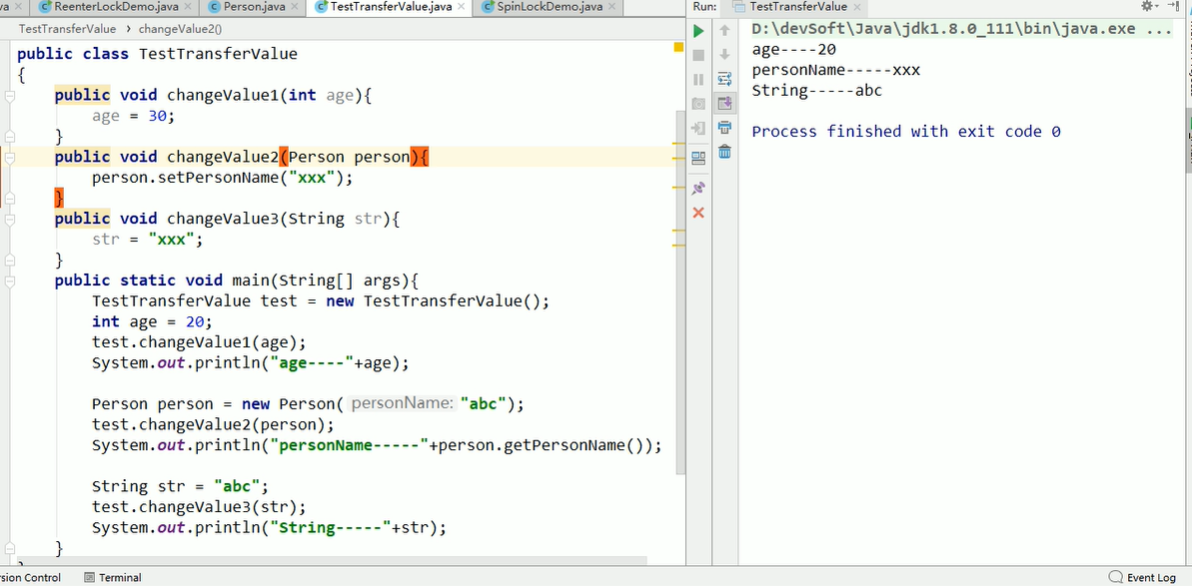 va ReenterLockDemo.java Person.java TestTransferValue.java SpinLockDemo.java
TestTransferValue changeValue2()
public class TestTransferValue
{
public void changeValue1(int age){
age = 30;
}
public void changeValue2(Person person){
person.setPersonName("xxx");
}
public void changeValue3(String str){
str = "xxx";
}
public static void main(String[] args){
TestTransferValue test = new TestTransferValue();
int age = 20;
test.changeValue1(age);
System.out.println("age----"+age);
Person person = new Person( personName: "abc");
test.changeValue2(person);
System.out.println("personName-----"+person.getPersonName());
String str = "abc";
test.changeValue3(str);
System.out.println("String-----"+str);
}
Run: TestTransferValue
D:\devSoft\Java\jdk1.8.0_111\bin\java.exe ...
age----20
personName-----xxx
String-----abc
Process finished with exit code 0
rsion Control Terminal Event Log